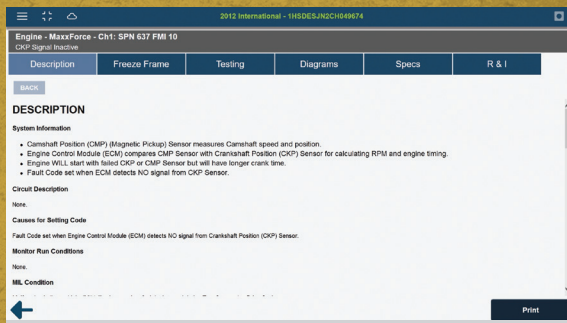 2012 International - 1HSDESJN2CH049674
Engine - MaxxForce - Ch1: SPN 637 FMI 10
CKP Signal Inactive
Description
Freeze Frame
Testing
Diagrams
Specs
R & I
BACK
DESCRIPTION
System Information
• Camshaft Position (CMP) (Magnetic Pickup) Sensor measures Camshaft speed and position.
• Engine Control Module (ECM) compares CMP Sensor with Crankshaft Position (CKP) Sensor for calculating RPM and engine timing.
• Engine WILL start with failed CKP or CMP Sensor but will have longer crank time.
• Fault Code set when ECM detects NO signal from CKP Sensor.
Circuit Description
None.
Causes for Setting Code
Fault Code set when Engine Control Module (ECM) detects NO signal from Crankshaft Position (CKP) Sensor.
Monitor Run Conditions
None.
MIL Condition
Print